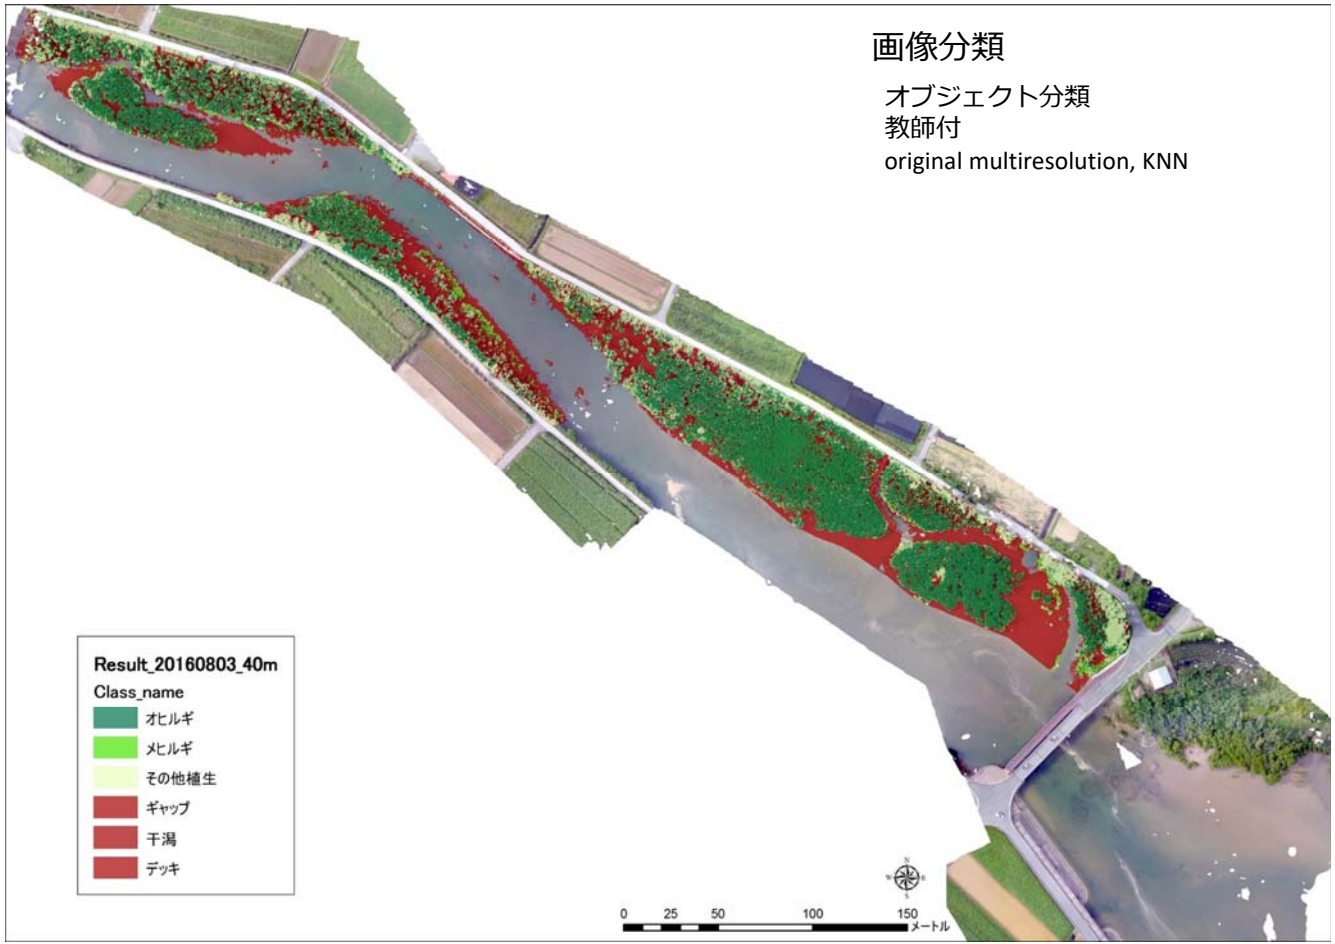 画像分類
オブジェクト分類
教師付
original multiresolution, KNN
Result_20160803_40m
Class_name
オヒルギ
メヒルギ
その他植生
ギャップ
干潟
デッキ
N
W E
S
0 25 50 100 150
メートル